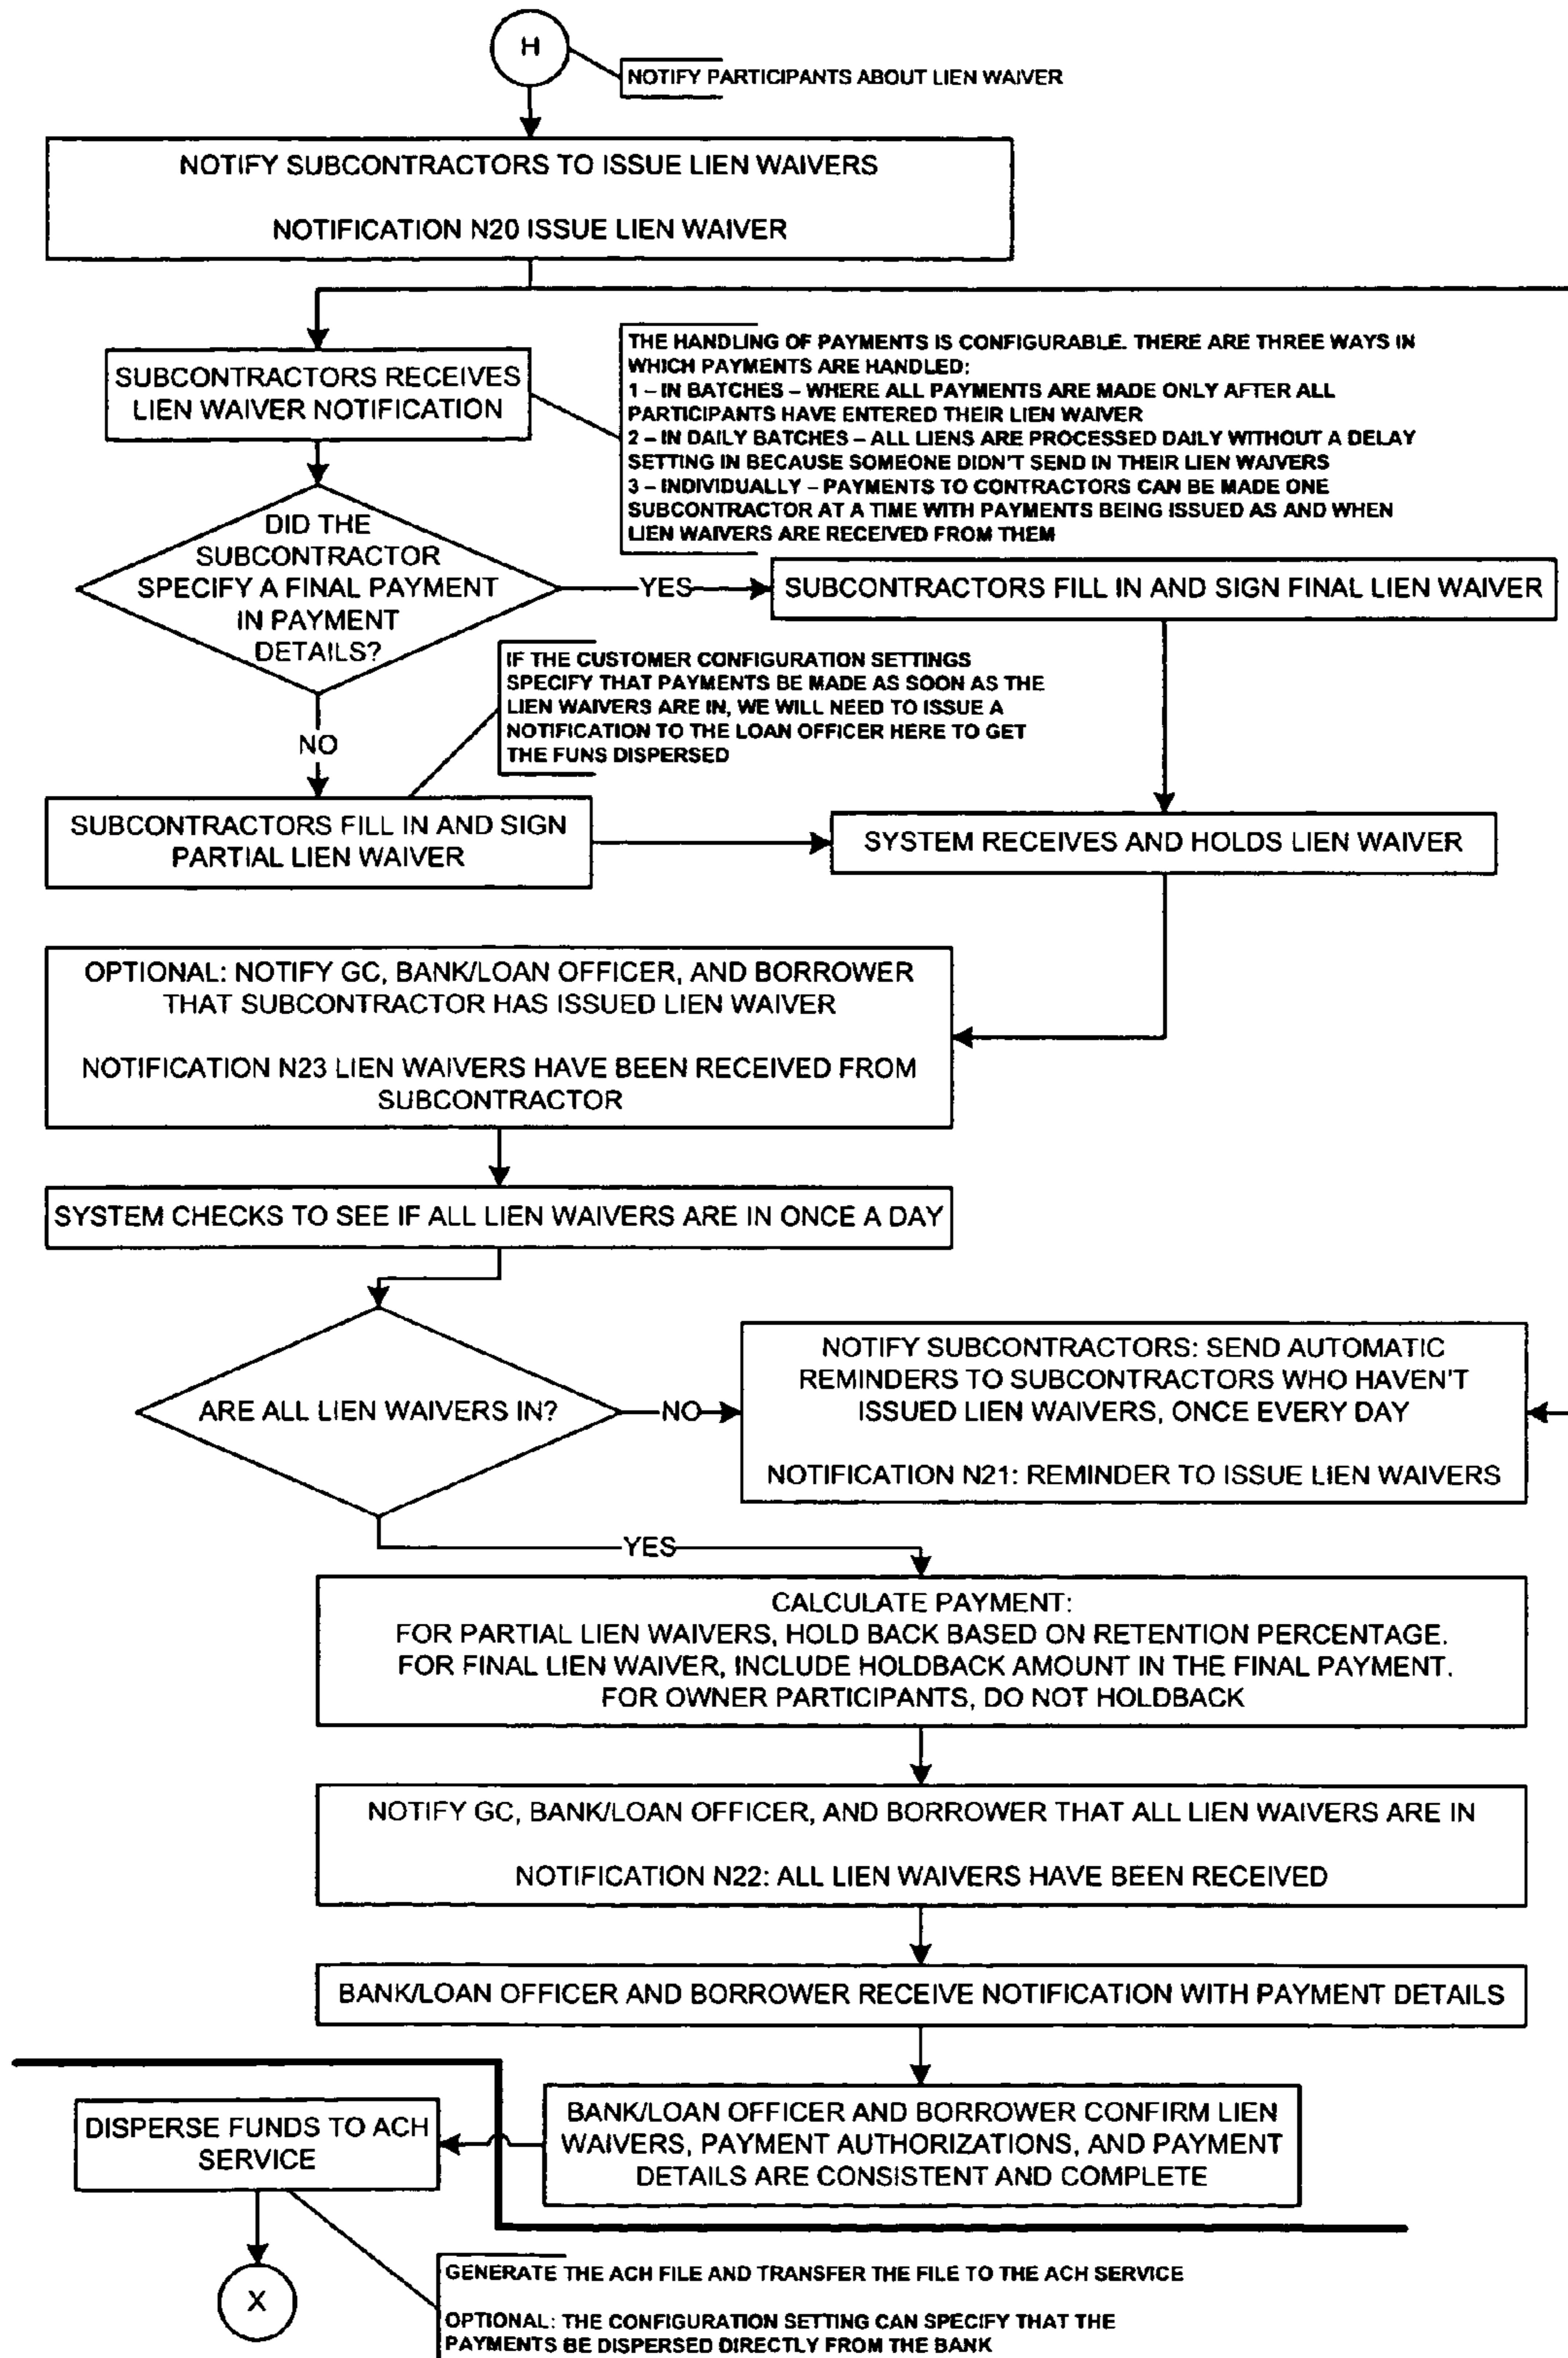 H
NOTIFY PARTICIPANTS ABOUT LIEN WAIVER
NOTIFY SUBCONTRACTORS TO ISSUE LIEN WAIVERS
NOTIFICATION N20 ISSUE LIEN WAIVER
SUBCONTRACTORS RECEIVES
LIEN WAIVER NOTIFICATION
THE HANDLING OF PAYMENTS IS CONFIGURABLE. THERE ARE THREE WAYS IN
WHICH PAYMENTS ARE HANDLED:
1 – IN BATCHES – WHERE ALL PAYMENTS ARE MADE ONLY AFTER ALL
PARTICIPANTS HAVE ENTERED THEIR LIEN WAIVER
2 – IN DAILY BATCHES – ALL LIENS ARE PROCESSED DAILY WITHOUT A DELAY
SETTING IN BECAUSE SOMEONE DIDN'T SEND IN THEIR LIEN WAIVERS
3 – INDIVIDUALLY – PAYMENTS TO CONTRACTORS CAN BE MADE ONE
SUBCONTRACTOR AT A TIME WITH PAYMENTS BEING ISSUED AS AND WHEN
LIEN WAIVERS ARE RECEIVED FROM THEM
DID THE
SUBCONTRACTOR
SPECIFY A FINAL PAYMENT
IN PAYMENT
DETAILS?
YES
SUBCONTRACTORS FILL IN AND SIGN FINAL LIEN WAIVER
IF THE CUSTOMER CONFIGURATION SETTINGS
SPECIFY THAT PAYMENTS BE MADE AS SOON AS THE
LIEN WAIVERS ARE IN, WE WILL NEED TO ISSUE A
NOTIFICATION TO THE LOAN OFFICER HERE TO GET
THE FUNS DISPERSED
NO
SUBCONTRACTORS FILL IN AND SIGN
PARTIAL LIEN WAIVER
SYSTEM RECEIVES AND HOLDS LIEN WAIVER
OPTIONAL: NOTIFY GC, BANK/LOAN OFFICER, AND BORROWER
THAT SUBCONTRACTOR HAS ISSUED LIEN WAIVER
NOTIFICATION N23 LIEN WAIVERS HAVE BEEN RECEIVED FROM
SUBCONTRACTOR
SYSTEM CHECKS TO SEE IF ALL LIEN WAIVERS ARE IN ONCE A DAY
ARE ALL LIEN WAIVERS IN?
NO
NOTIFY SUBCONTRACTORS: SEND AUTOMATIC
REMINDERS TO SUBCONTRACTORS WHO HAVEN'T
ISSUED LIEN WAIVERS, ONCE EVERY DAY
NOTIFICATION N21: REMINDER TO ISSUE LIEN WAIVERS
YES
CALCULATE PAYMENT:
FOR PARTIAL LIEN WAIVERS, HOLD BACK BASED ON RETENTION PERCENTAGE.
FOR FINAL LIEN WAIVER, INCLUDE HOLDBACK AMOUNT IN THE FINAL PAYMENT.
FOR OWNER PARTICIPANTS, DO NOT HOLDBACK
NOTIFY GC, BANK/LOAN OFFICER, AND BORROWER THAT ALL LIEN WAIVERS ARE IN
NOTIFICATION N22: ALL LIEN WAIVERS HAVE BEEN RECEIVED
BANK/LOAN OFFICER AND BORROWER RECEIVE NOTIFICATION WITH PAYMENT DETAILS
BANK/LOAN OFFICER AND BORROWER CONFIRM LIEN
WAIVERS, PAYMENT AUTHORIZATIONS, AND PAYMENT
DETAILS ARE CONSISTENT AND COMPLETE
DISPERSE FUNDS TO ACH
SERVICE
X
GENERATE THE ACH FILE AND TRANSFER THE FILE TO THE ACH SERVICE
OPTIONAL: THE CONFIGURATION SETTING CAN SPECIFY THAT THE
PAYMENTS BE DISPERSED DIRECTLY FROM THE BANK